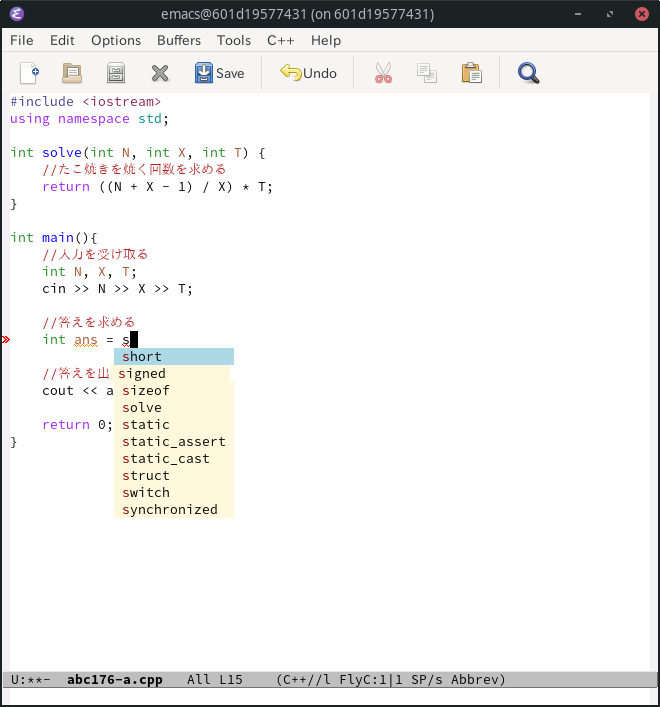 emacs@601d19577431 (on 601d19577431)
File Edit Options Buffers Tools C++ Help
Save Undo
#include <iostream>
using namespace std;
int solve(int N, int X, int T) {
//たこ焼きを焼く回数を求める
return ((N + X - 1) / X) * T;
}
int main(){
//入力を受け取る
int N, X, T;
cin >> N >> X >> T;
//答えを求める
int ans = s
short
//答えを出 signed
cout << a sizeof
solve
return 0; static
} static_assert
static_cast
struct
switch
synchronized
U:**- abc176-a.cpp All L15 (C++//l FlyC:1|1 SP/s Abbrev)